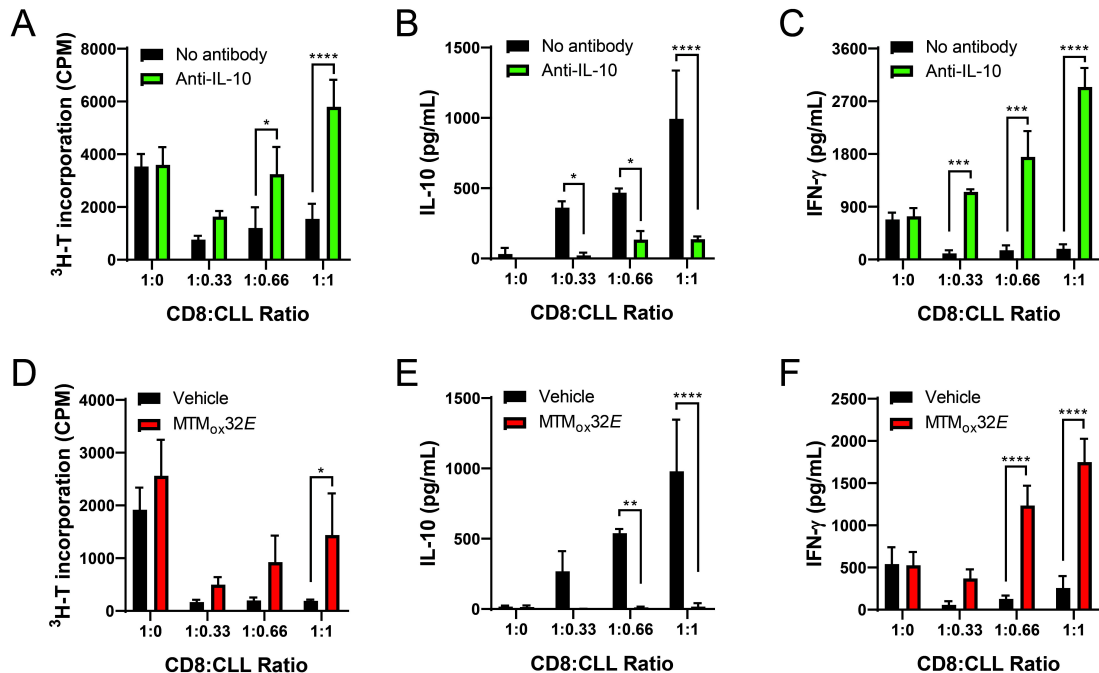 A
³H-T incorporation (CPM)
8000
6000
4000
2000
0
No antibody
Anti-IL-10
*
****
1:0
1:0.33
1:0.66
1:1
CD8:CLL Ratio
B
IL-10 (pg/mL)
1500
1000
500
0
No antibody
Anti-IL-10
*
*
****
1:0
1:0.33
1:0.66
1:1
CD8:CLL Ratio
C
IFN-γ (pg/mL)
3600
2700
1800
900
0
No antibody
Anti-IL-10
***
***
****
1:0
1:0.33
1:0.66
1:1
CD8:CLL Ratio
D
³H-T incorporation (CPM)
4000
3000
2000
1000
0
Vehicle
MTMox32E
*
1:0
1:0.33
1:0.66
1:1
CD8:CLL Ratio
E
IL-10 (pg/mL)
1500
1000
500
0
Vehicle
MTMox32E
**
****
1:0
1:0.33
1:0.66
1:1
CD8:CLL Ratio
F
IFN-γ (pg/mL)
2500
2000
1500
1000
500
0
Vehicle
MTMox32E
****
****
1:0
1:0.33
1:0.66
1:1
CD8:CLL Ratio